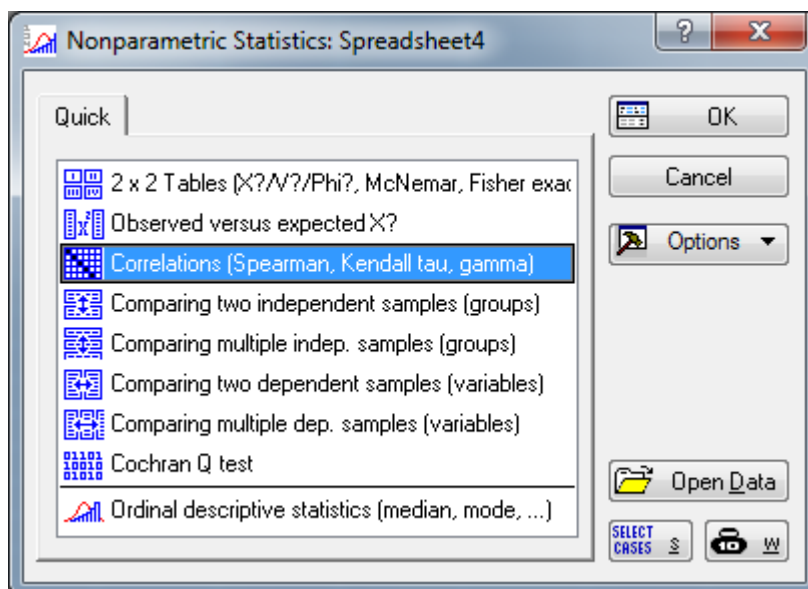 Nonparametric Statistics: Spreadsheet4
?
Quick
2 x 2 Tables (X?/V?/Phi?, McNemar, Fisher exac
Observed versus expected X?
Correlations (Spearman, Kendall tau, gamma)
Comparing two independent samples (groups)
Comparing multiple indep. samples (groups)
Comparing two dependent samples (variables)
Comparing multiple dep. samples (variables)
Cochran Q test
Ordinal descriptive statistics (median, mode, ...)
OK
Cancel
Options
Open Data
SELECT CASES S
W